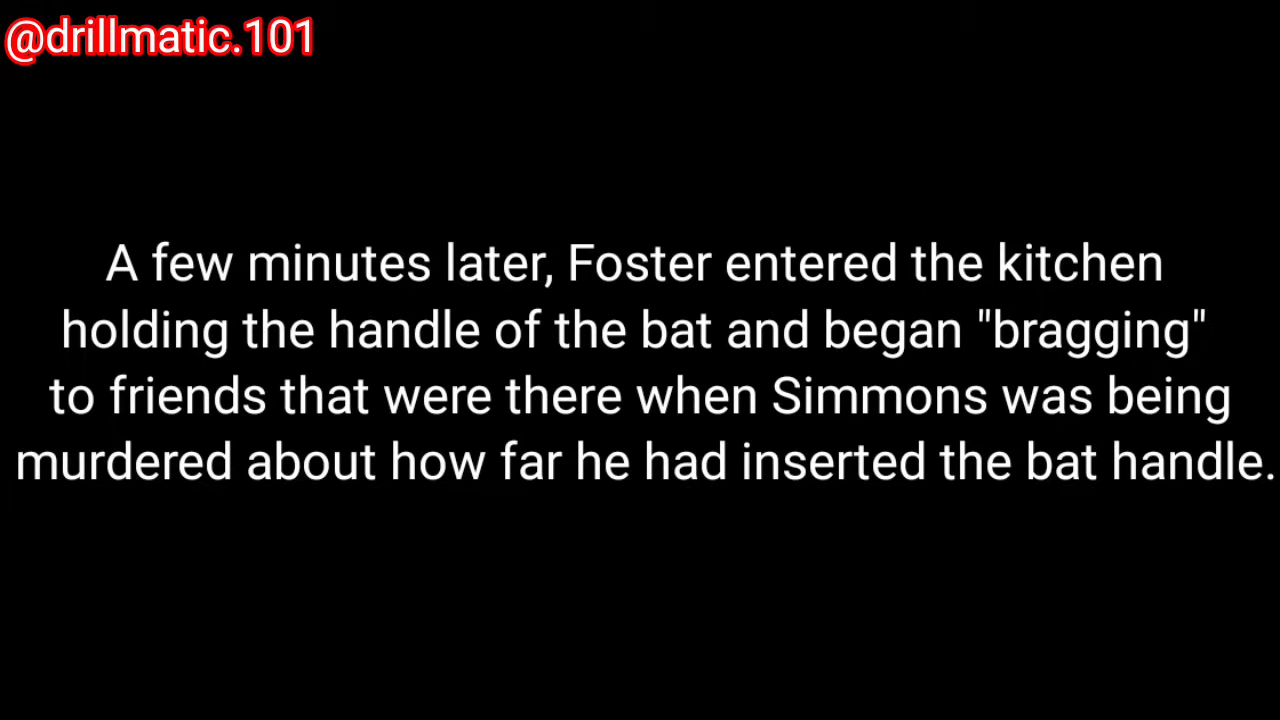 @drillmatic.101
A few minutes later, Foster entered the kitchen
holding the handle of the bat and began "bragging"
to friends that were there when Simmons was being
murdered about how far he had inserted the bat handle.